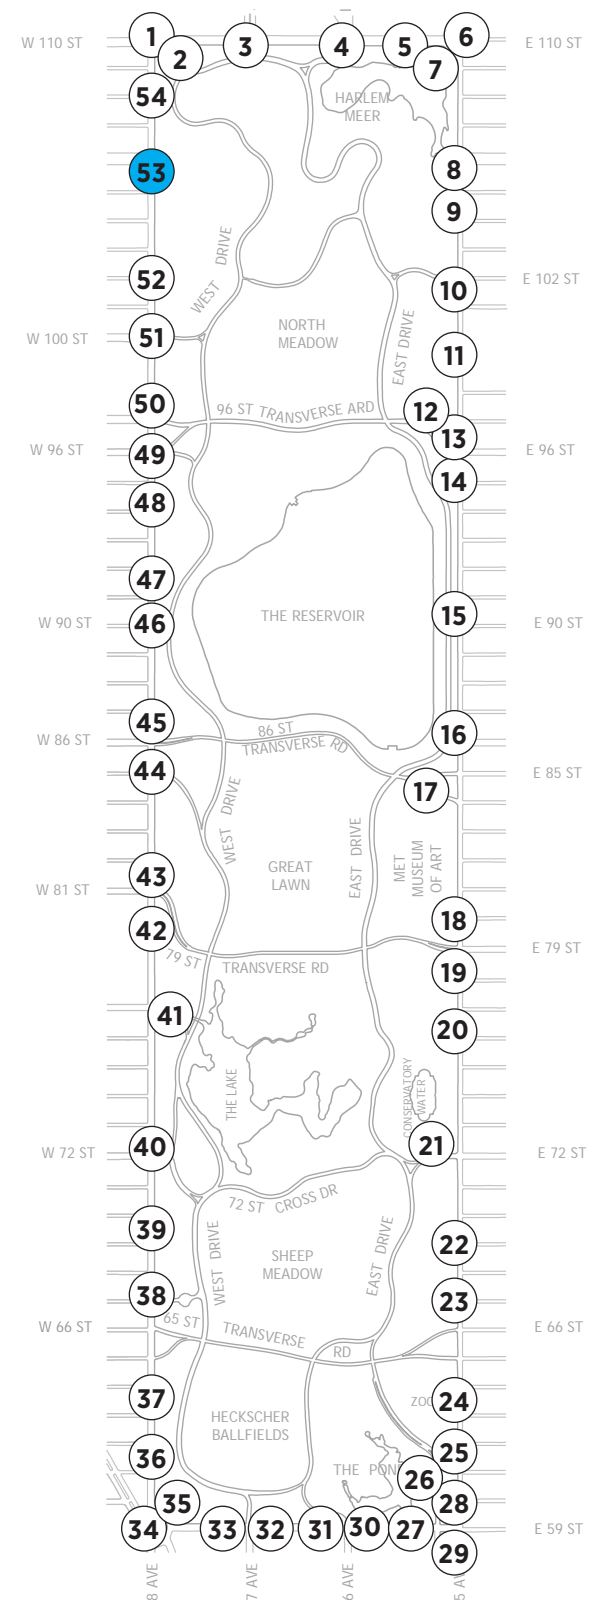 1
2
3
4
5
6
7
W 110 ST
E 110 ST
54
HARLEM
MEER
53
8
9
WEST DRIVE
52
E 102 ST
10
W 100 ST
51
NORTH
MEADOW
EAST DRIVE
11
50
96 ST TRANSVERSE ARD
12
13
W 96 ST
49
E 96 ST
14
48
47
W 90 ST
46
THE RESERVOIR
15
E 90 ST
45
W 86 ST
86 ST
TRANSVERSE RD
16
44
E 85 ST
17
WEST DRIVE
EAST DRIVE
MET
MUSEUM
OF ART
GREAT
LAWN
W 81 ST
43
18
42
79 ST
TRANSVERSE RD
E 79 ST
19
41
20
THE LAKE
CONSERVATORY
WATER
W 72 ST
40
21
E 72 ST
72 ST CROSS DR
39
WEST DRIVE
EAST DRIVE
22
SHEEP
MEADOW
38
23
65 ST
TRANSVERSE
RD
W 66 ST
E 66 ST
37
ZOO
24
HECKSCHER
BALLFIELDS
36
25
THE POND
26
35
28
34
33
32
31
30
27
E 59 ST
29
8 AVE
7 AVE
6 AVE
5 AV